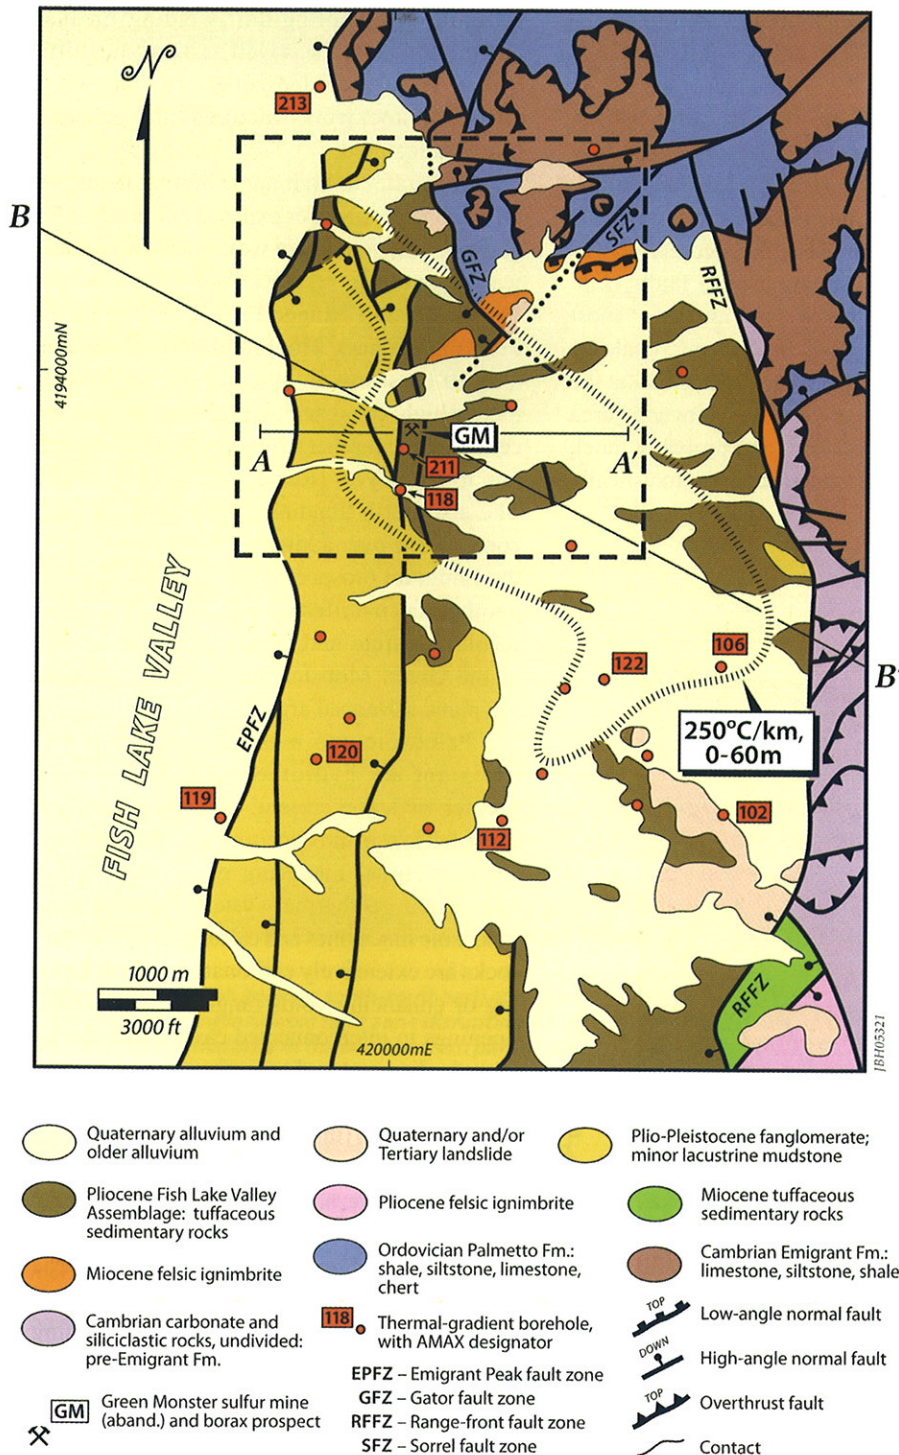 N
213
B
SFZ
GFZ
RFFZ
4194000mN
GM
A
A'
211
118
FISH LAKE VALLEY
122
106
B'
EPFZ
250°C/km,
0-60m
120
119
102
112
1000 m
3000 ft
RFFZ
420000mE
JBH05321
Quaternary alluvium and
older alluvium
Quaternary and/or
Tertiary landslide
Plio-Pleistocene fanglomerate;
minor lacustrine mudstone
Pliocene Fish Lake Valley
Assemblage: tuffaceous
sedimentary rocks
Pliocene felsic ignimbrite
Miocene tuffaceous
sedimentary rocks
Miocene felsic ignimbrite
Ordovician Palmetto Fm.:
shale, siltstone, limestone,
chert
Cambrian Emigrant Fm.:
limestone, siltstone, shale
Cambrian carbonate and
siliciclastic rocks, undivided:
pre-Emigrant Fm.
118
Thermal-gradient borehole,
with AMAX designator
TOP
Low-angle normal fault
DOWN
High-angle normal fault
TOP
Overthrust fault
Contact
GM
Green Monster sulfur mine
(aband.) and borax prospect
EPFZ – Emigrant Peak fault zone
GFZ – Gator fault zone
RFFZ – Range-front fault zone
SFZ – Sorrel fault zone